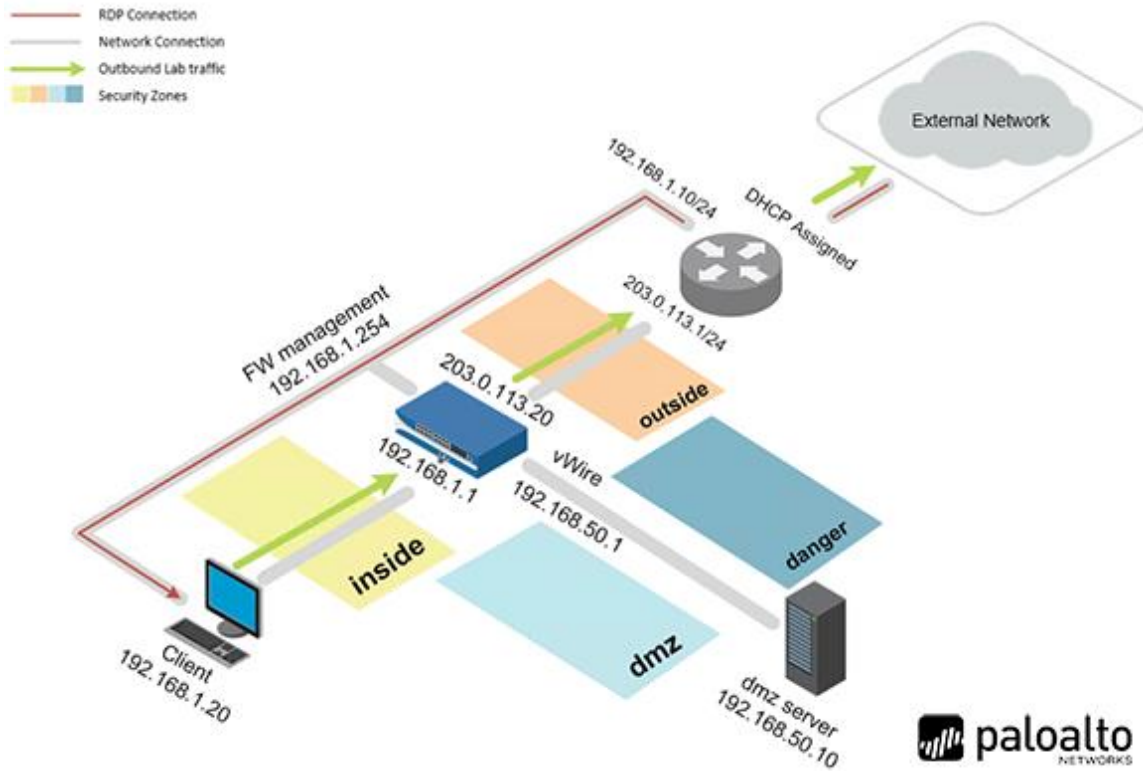 RDP Connection
Network Connection
Outbound Lab traffic
Security Zones
External Network
192.168.1.10/24
DHCP Assigned
203.0.113.1/24
FW management
192.168.1.254
203.0.113.20
outside
192.168.1.1
vWire
192.168.50.1
danger
inside
dmz
Client
192.168.1.20
dmz server
192.168.50.10
paloalto
NETWORKS